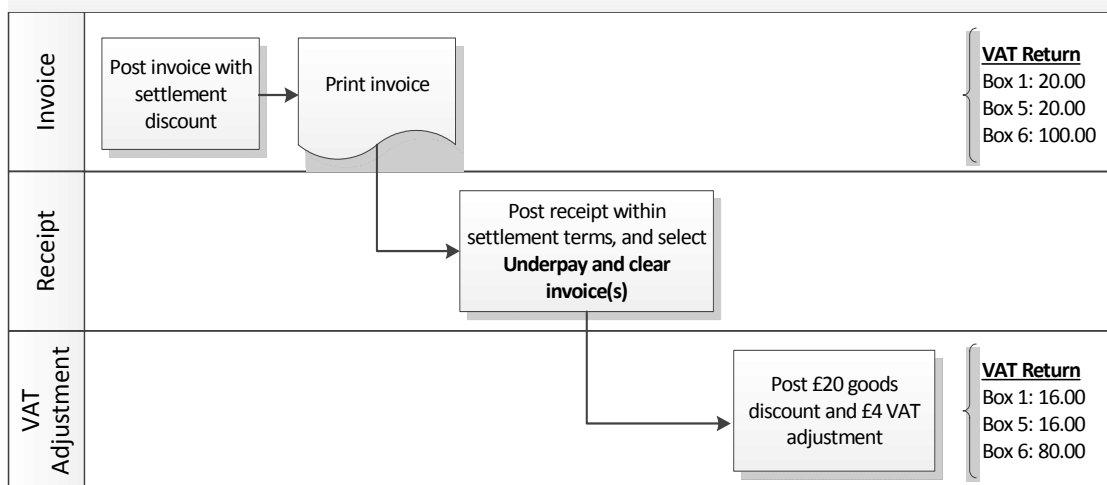 Invoice
Post invoice with
settlement
discount
Print invoice
VAT Return
Box 1: 20.00
Box 5: 20.00
Box 6: 100.00
Receipt
Post receipt within
settlement terms, and select
Underpay and clear
invoice(s)
VAT
Adjustment
Post £20 goods
discount and £4 VAT
adjustment
VAT Return
Box 1: 16.00
Box 5: 16.00
Box 6: 80.00